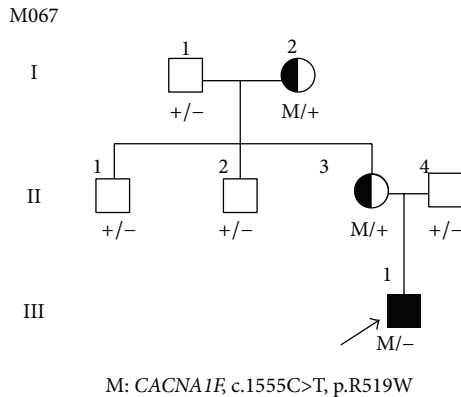 M067
1 2
I
+/− M/+
1 2 3 4
II
+/− +/− M/+ +/−
1
III
M/−
M: CACNA1F, c.1555C>T, p.R519W